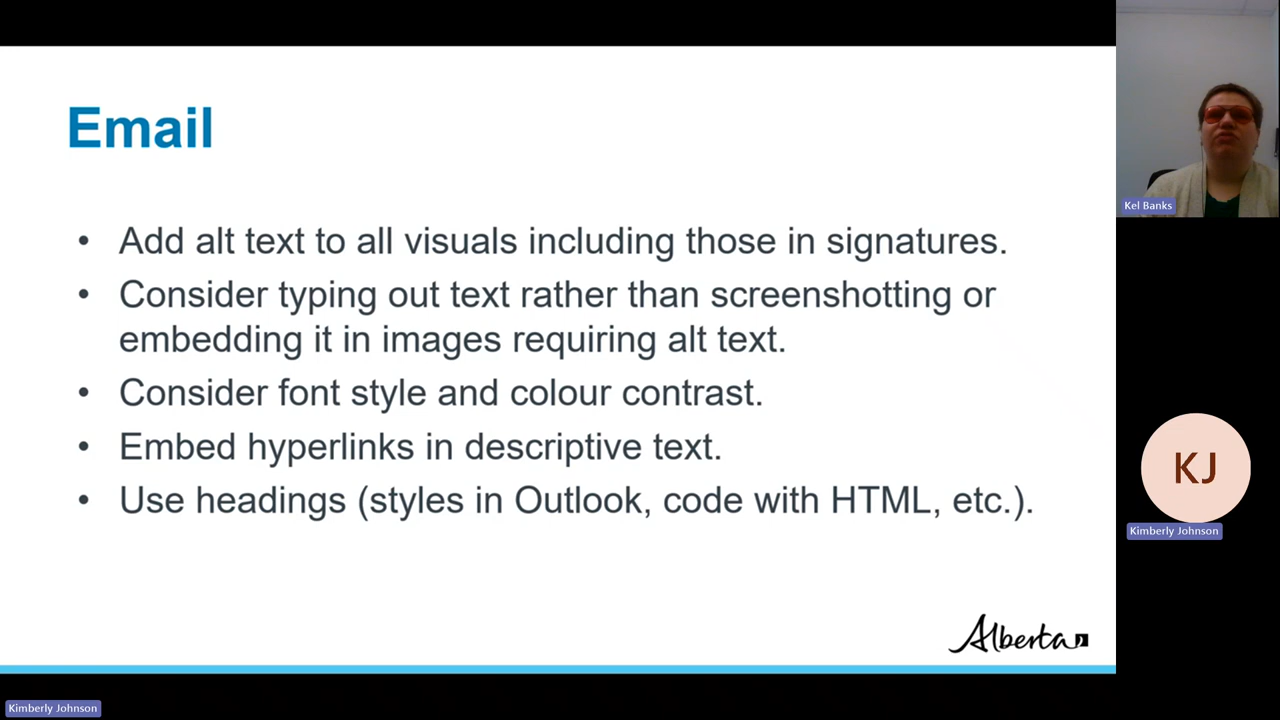 Email
• Add alt text to all visuals including those in signatures.
• Consider typing out text rather than screenshotting or
embedding it in images requiring alt text.
• Consider font style and colour contrast.
• Embed hyperlinks in descriptive text.
• Use headings (styles in Outlook, code with HTML, etc.).
Alberta
Kel Banks
KJ
Kimberly Johnson
Kimberly Johnson